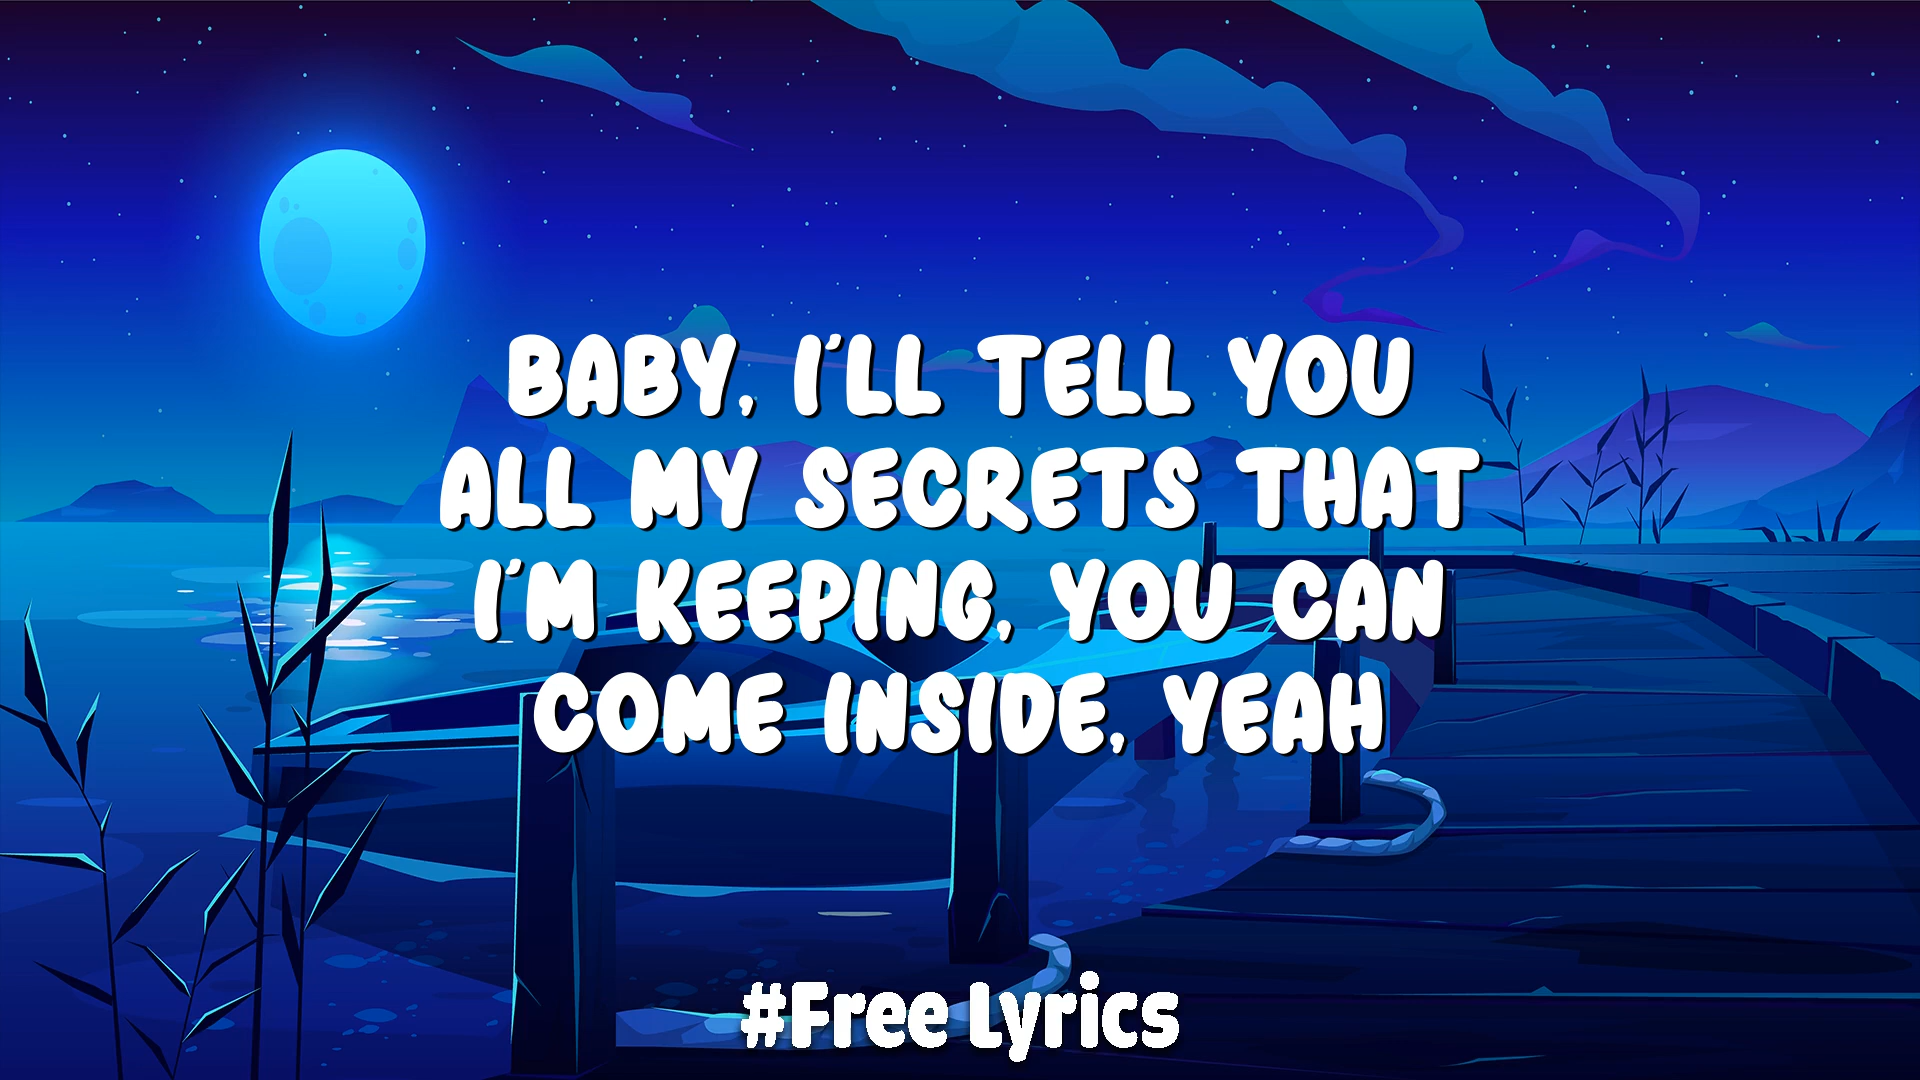 BABY, I'LL TELL YOU
ALL MY SECRETS THAT
I'M KEEPING, YOU CAN
COME INSIDE, YEAH
#Free Lyrics